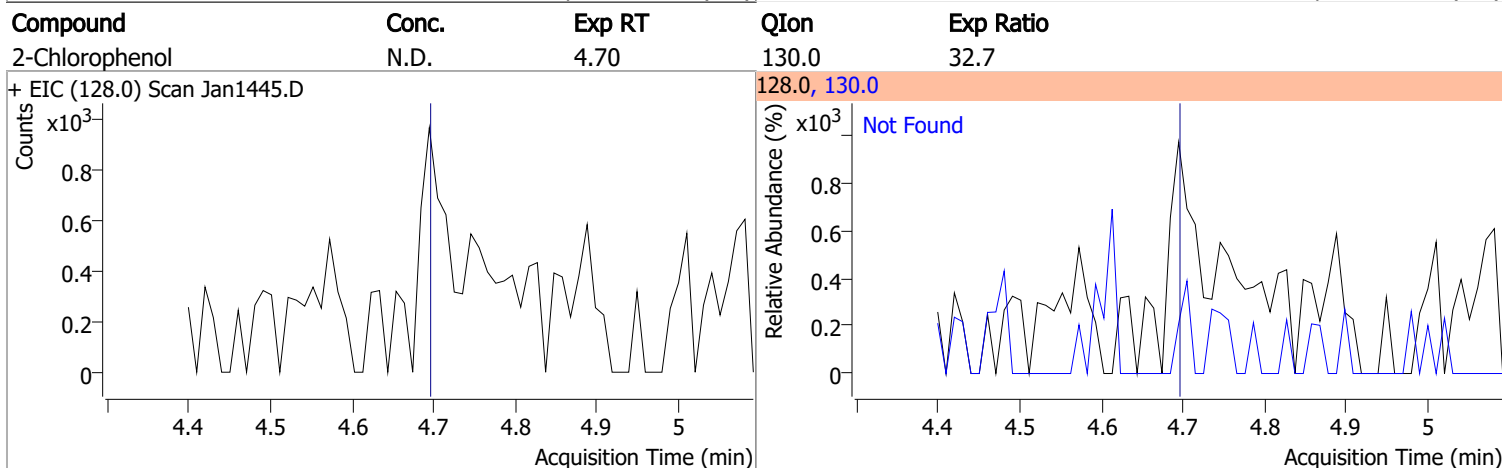 Compound Conc. Exp RT QIon Exp Ratio
2-Chlorophenol N.D. 4.70 130.0 32.7
+ EIC (128.0) Scan Jan1445.D
Counts
x10³
0.8
0.6
0.4
0.2
0
4.4 4.5 4.6 4.7 4.8 4.9 5
Acquisition Time (min)
128.0, 130.0
Relative Abundance (%)
x10³
Not Found
0.8
0.6
0.4
0.2
0
4.4 4.5 4.6 4.7 4.8 4.9 5
Acquisition Time (min)